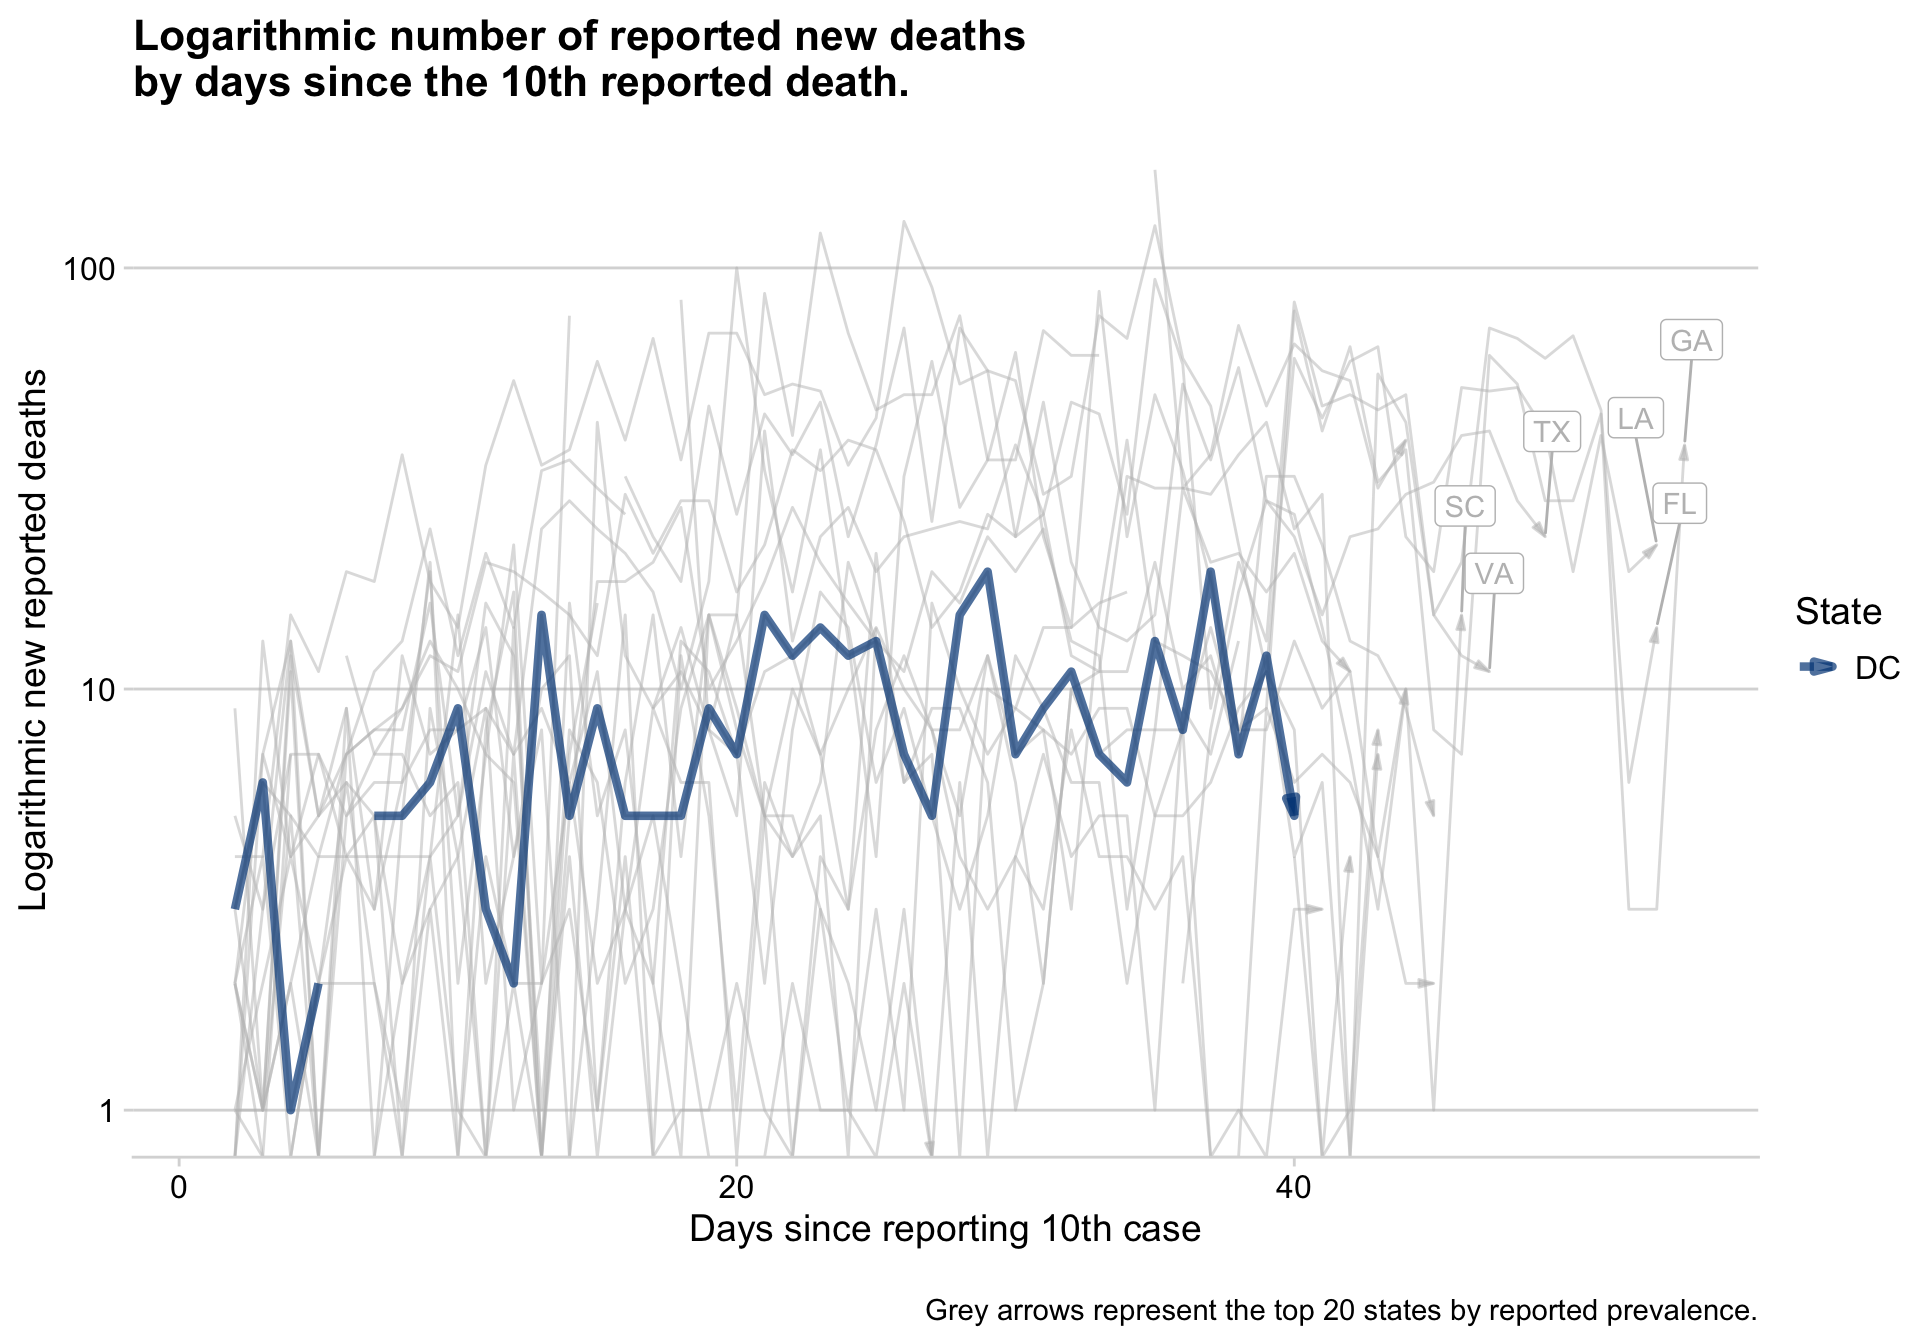 Logarithmic number of reported new deaths
by days since the 10th reported death.
Logarithmic new reported deaths
100
10
1
GA
LA
TX
FL
SC
VA
State
DC
0
20
40
Days since reporting 10th case
Grey arrows represent the top 20 states by reported prevalence.